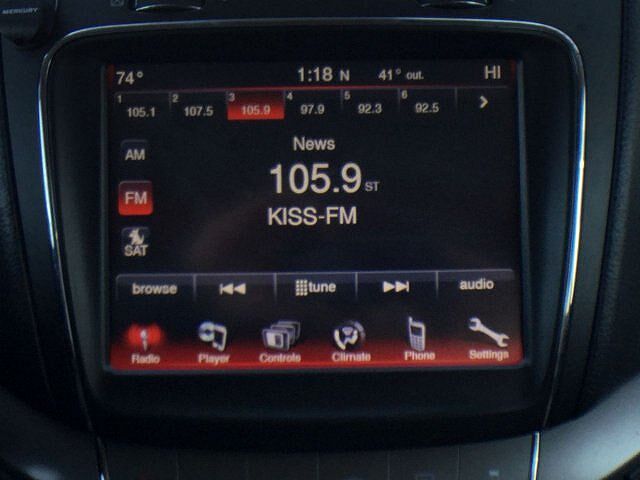 MERCURY
74° 1:18 N 41° out. HI
1 105.1 2 107.5 3 105.9 4 97.9 5 92.3 6 92.5 >
News
AM
105.9 ST
FM
KISS-FM
SAT
browse tune audio
Radio Player Controls Climate Phone Settings